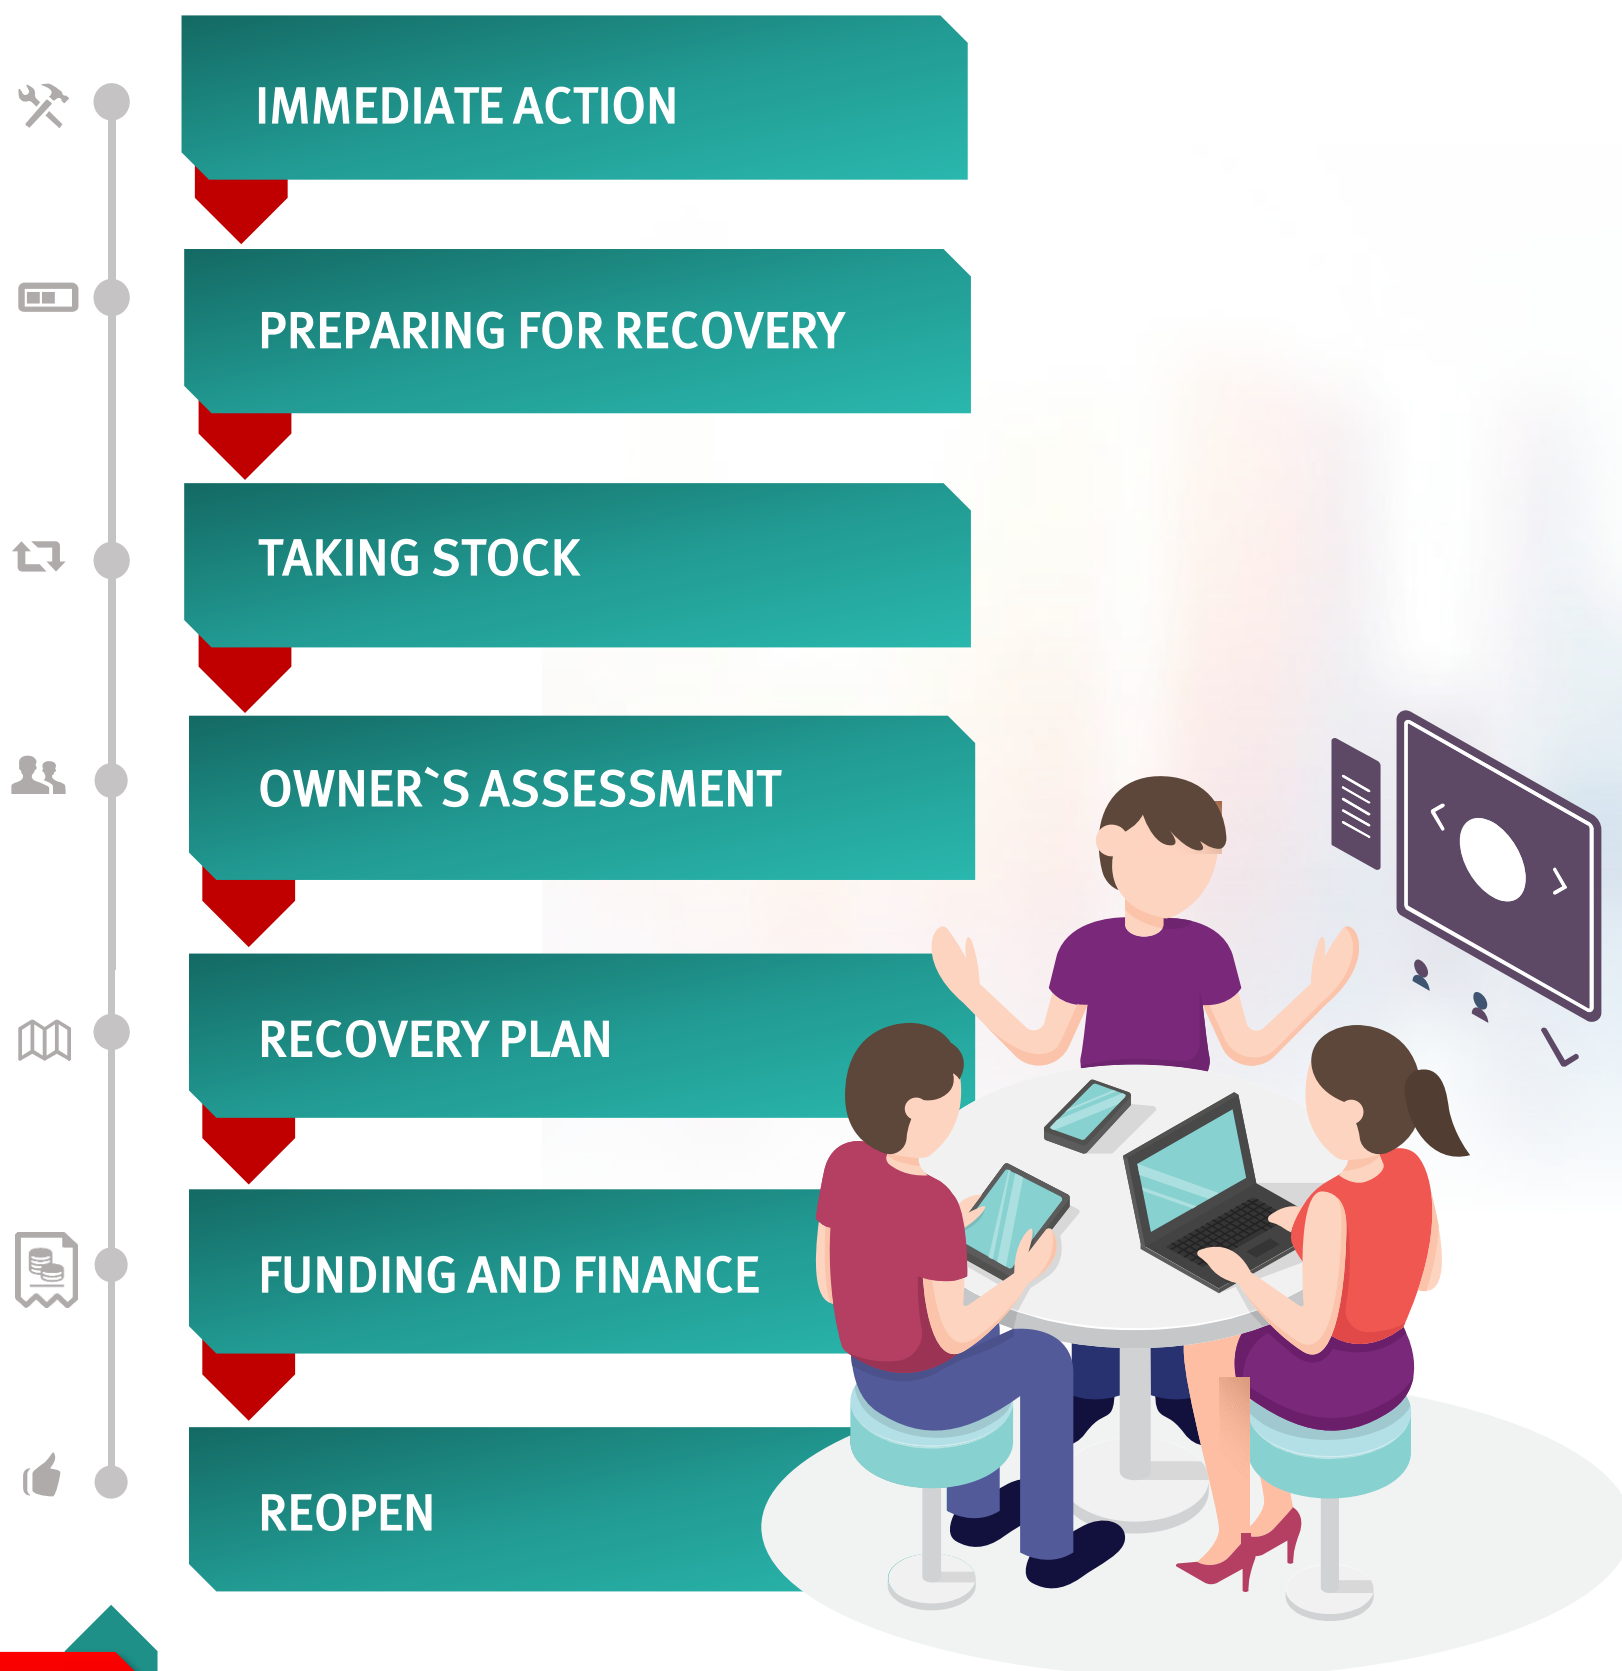 IMMEDIATE ACTION
PREPARING FOR RECOVERY
TAKING STOCK
OWNER`S ASSESSMENT
RECOVERY PLAN
FUNDING AND FINANCE
REOPEN